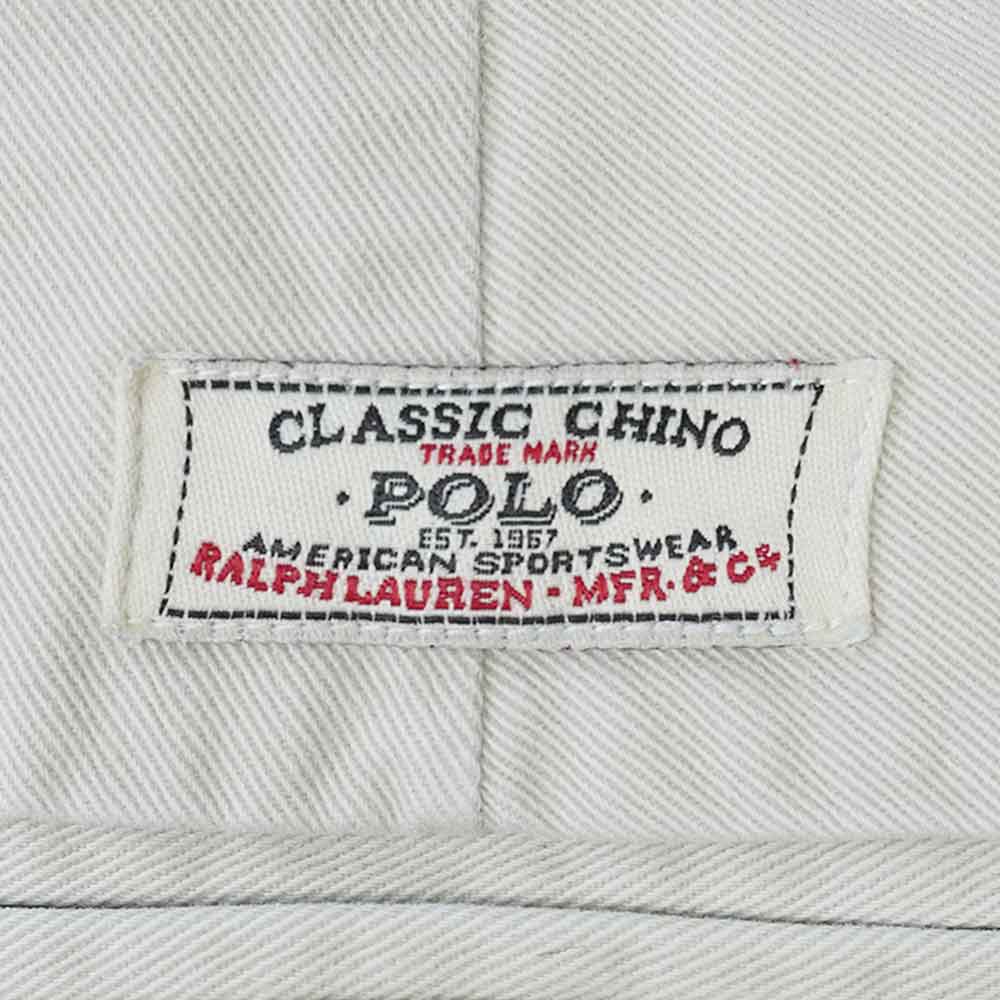 CLASSIC CHINO
TRADE MARK
· POLO ·
EST. 1967
AMERICAN SPORTSWEAR
RALPH LAUREN - MFR. & Co